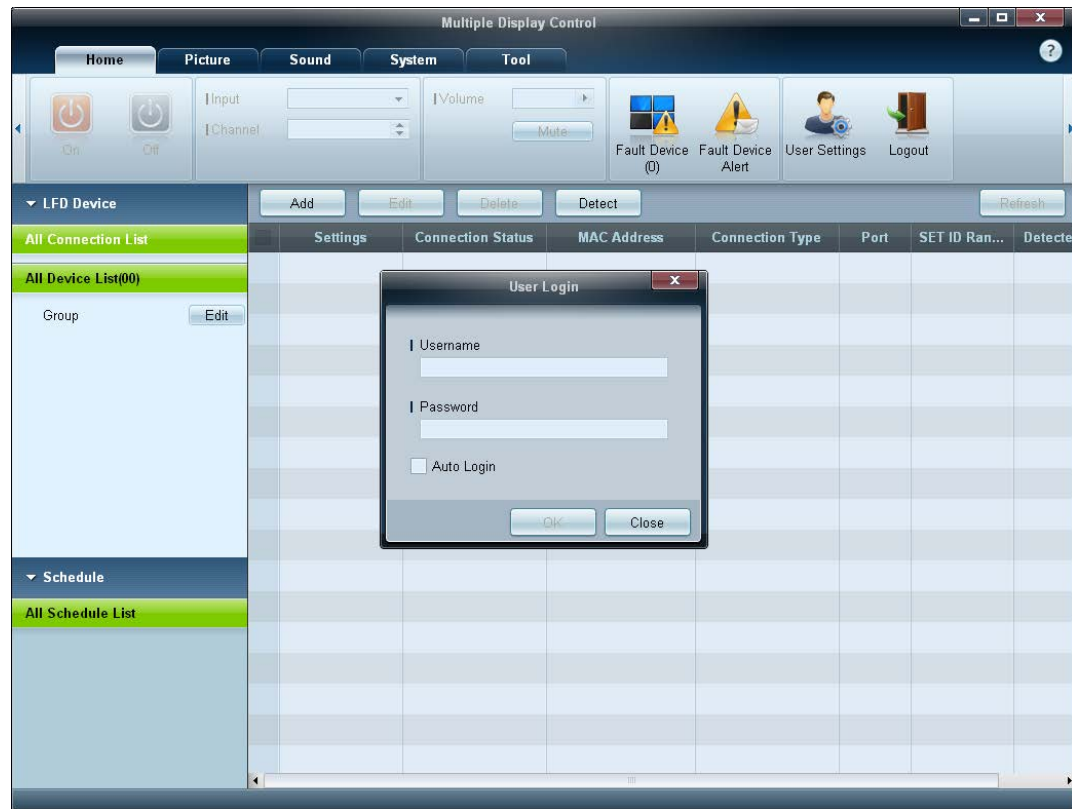 Multiple Display Control
Home Picture Sound System Tool
?
Input
Channel
Volume
Mute
On Off
Fault Device
(0)
Fault Device
Alert
User Settings
Logout
LFD Device
Add Edit Delete Detect Refresh
All Connection List
Settings Connection Status MAC Address Connection Type Port SET ID Ran... Detecte
All Device List(00)
Group Edit
User Login
Username
Password
Auto Login
OK Close
Schedule
All Schedule List